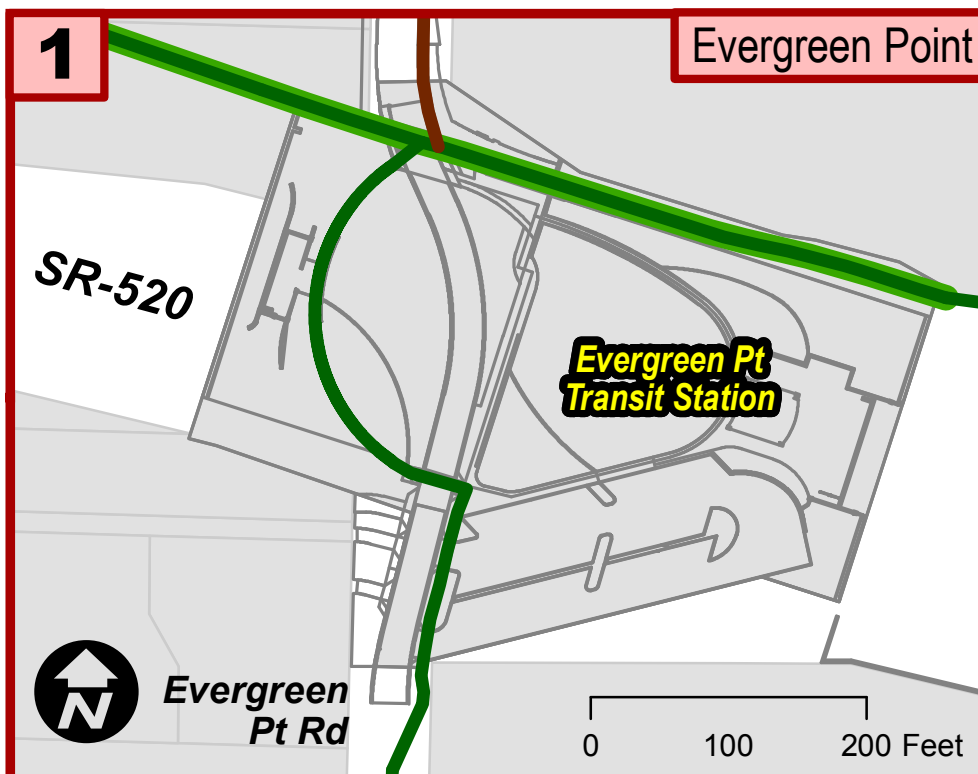 1
Evergreen Point
SR-520
Evergreen Pt
Transit Station
N
Evergreen
Pt Rd
0 100 200 Feet